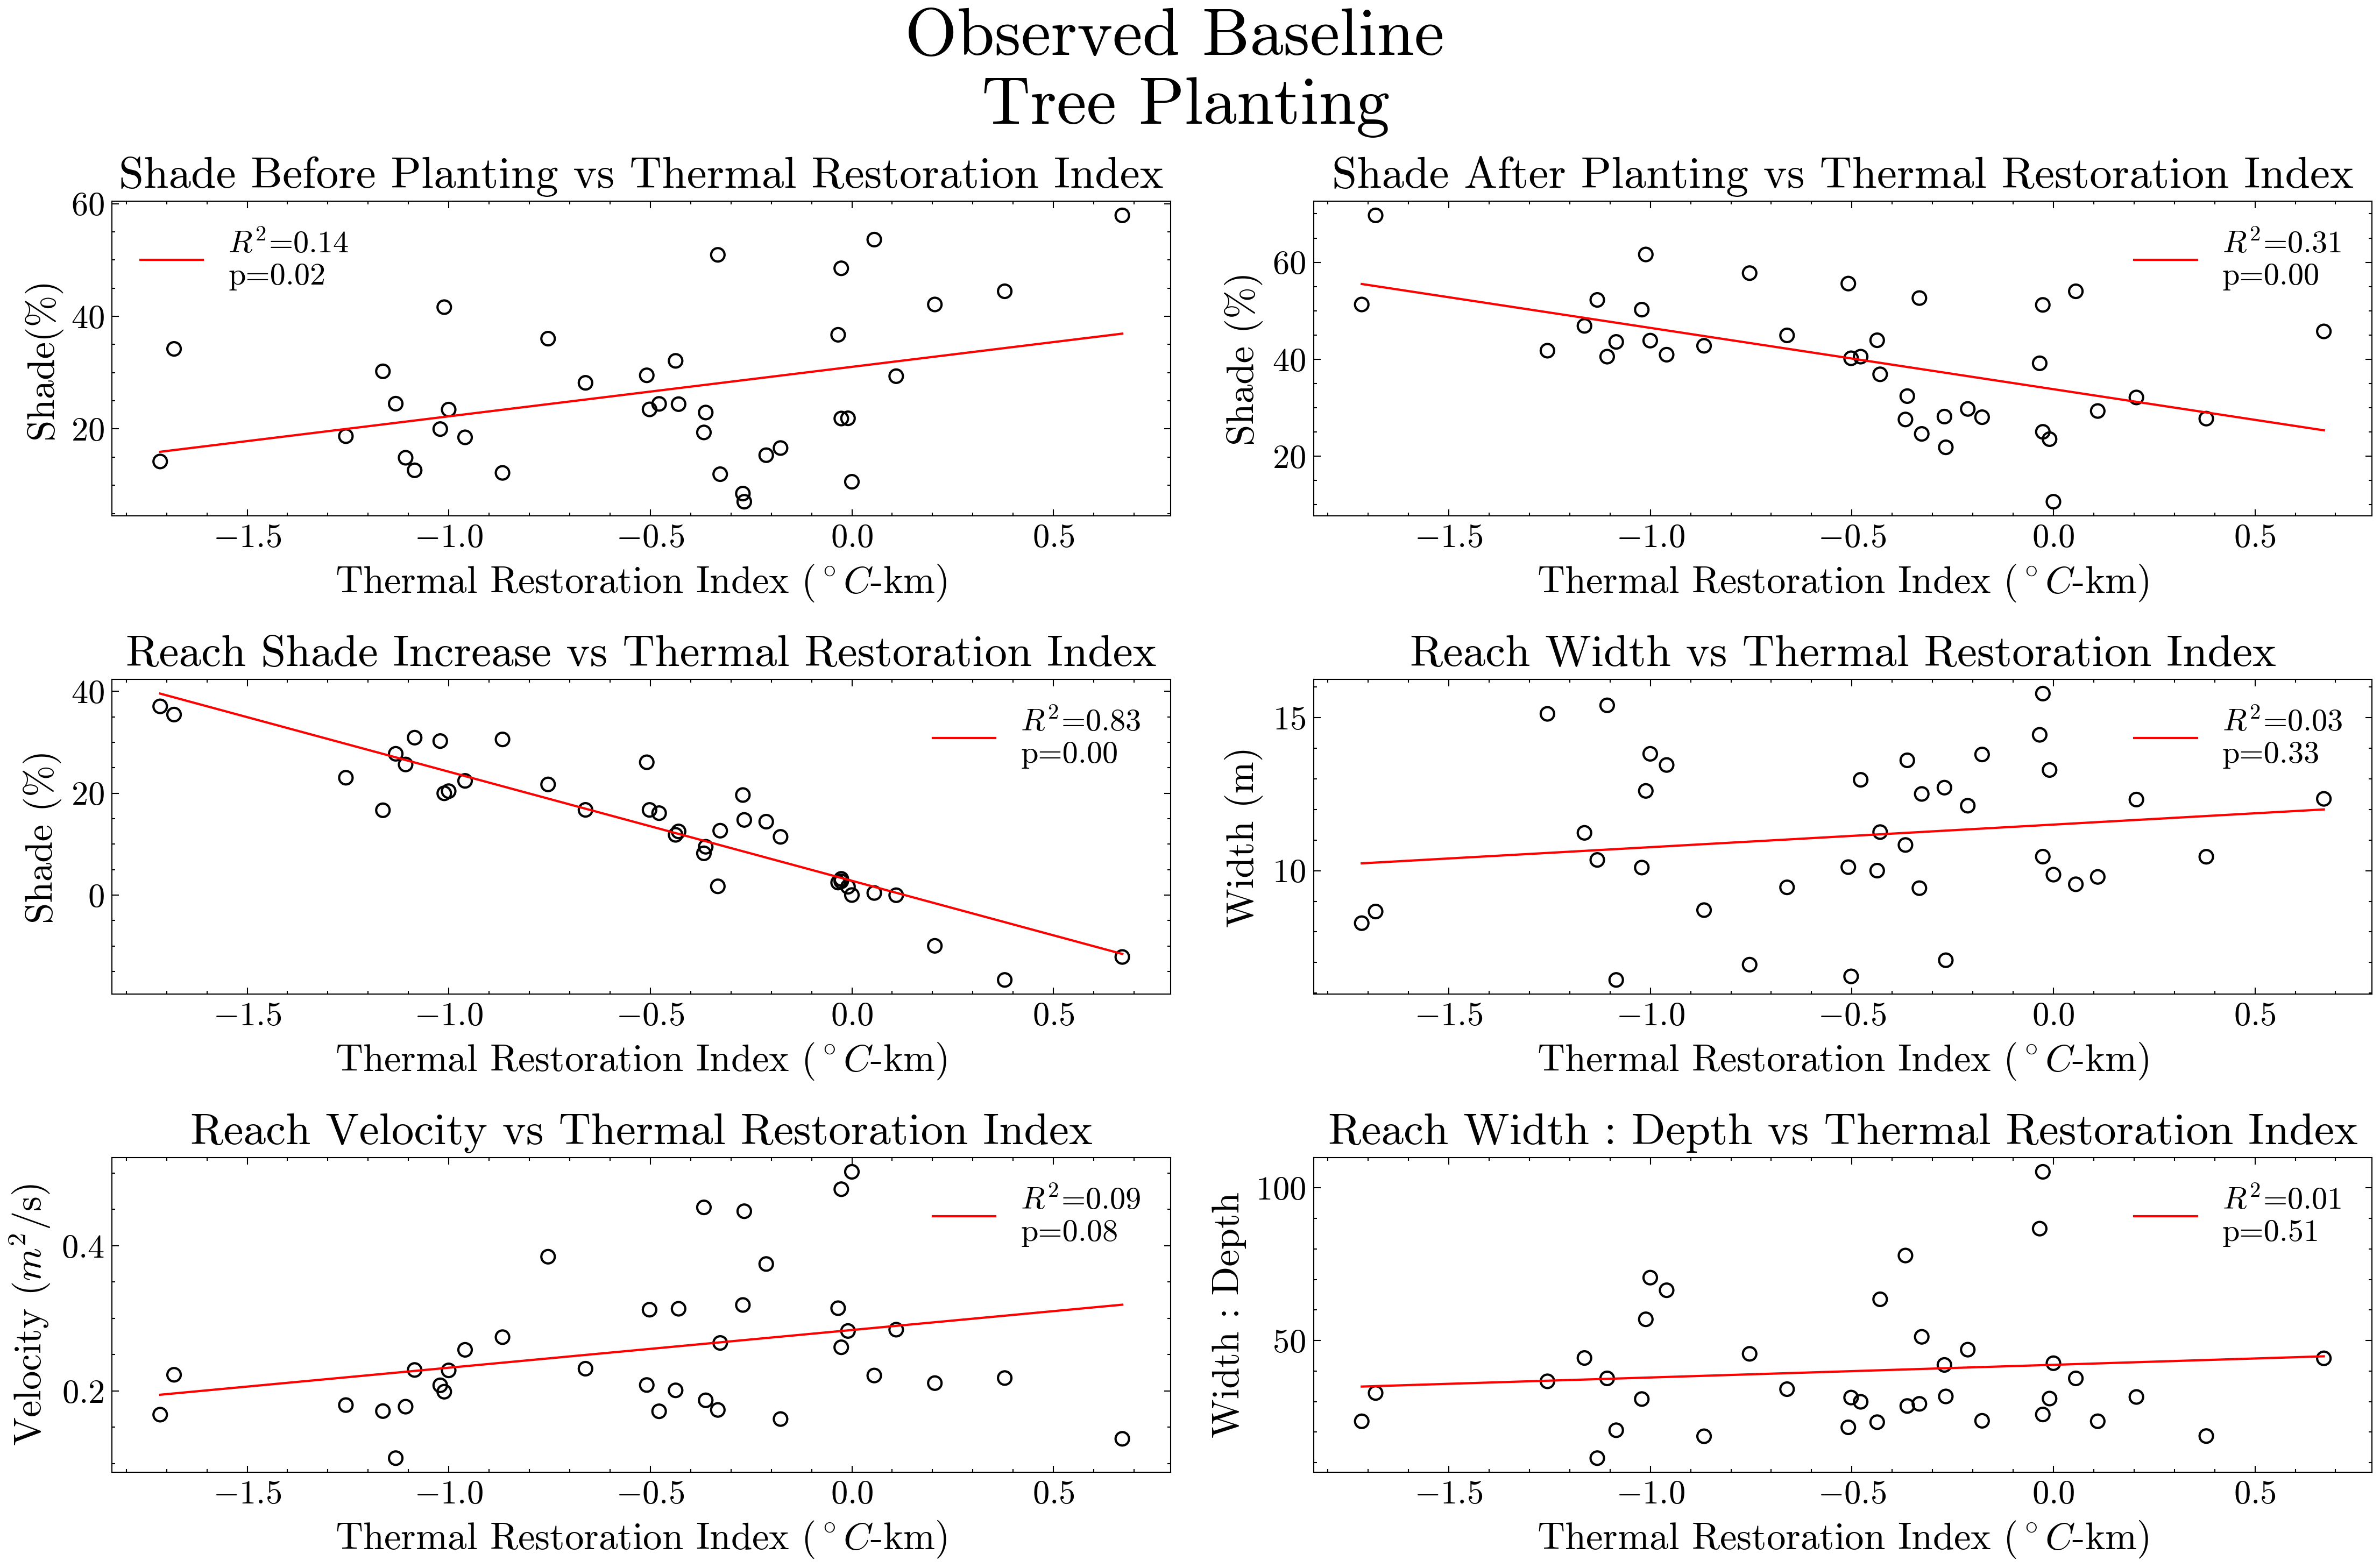 Observed Baseline
Tree Planting
Shade Before Planting vs Thermal Restoration Index
Shade(%)
60
40
20
R²=0.14
p=0.02
−1.5 −1.0 −0.5 0.0 0.5
Thermal Restoration Index (°C-km)
Shade After Planting vs Thermal Restoration Index
Shade (%)
60
40
20
R²=0.31
p=0.00
−1.5 −1.0 −0.5 0.0 0.5
Thermal Restoration Index (°C-km)
Reach Shade Increase vs Thermal Restoration Index
Shade (%)
40
20
0
R²=0.83
p=0.00
−1.5 −1.0 −0.5 0.0 0.5
Thermal Restoration Index (°C-km)
Reach Width vs Thermal Restoration Index
Width (m)
15
10
R²=0.03
p=0.33
−1.5 −1.0 −0.5 0.0 0.5
Thermal Restoration Index (°C-km)
Reach Velocity vs Thermal Restoration Index
Velocity (m²/s)
0.4
0.2
R²=0.09
p=0.08
−1.5 −1.0 −0.5 0.0 0.5
Thermal Restoration Index (°C-km)
Reach Width : Depth vs Thermal Restoration Index
Width : Depth
100
50
R²=0.01
p=0.51
−1.5 −1.0 −0.5 0.0 0.5
Thermal Restoration Index (°C-km)